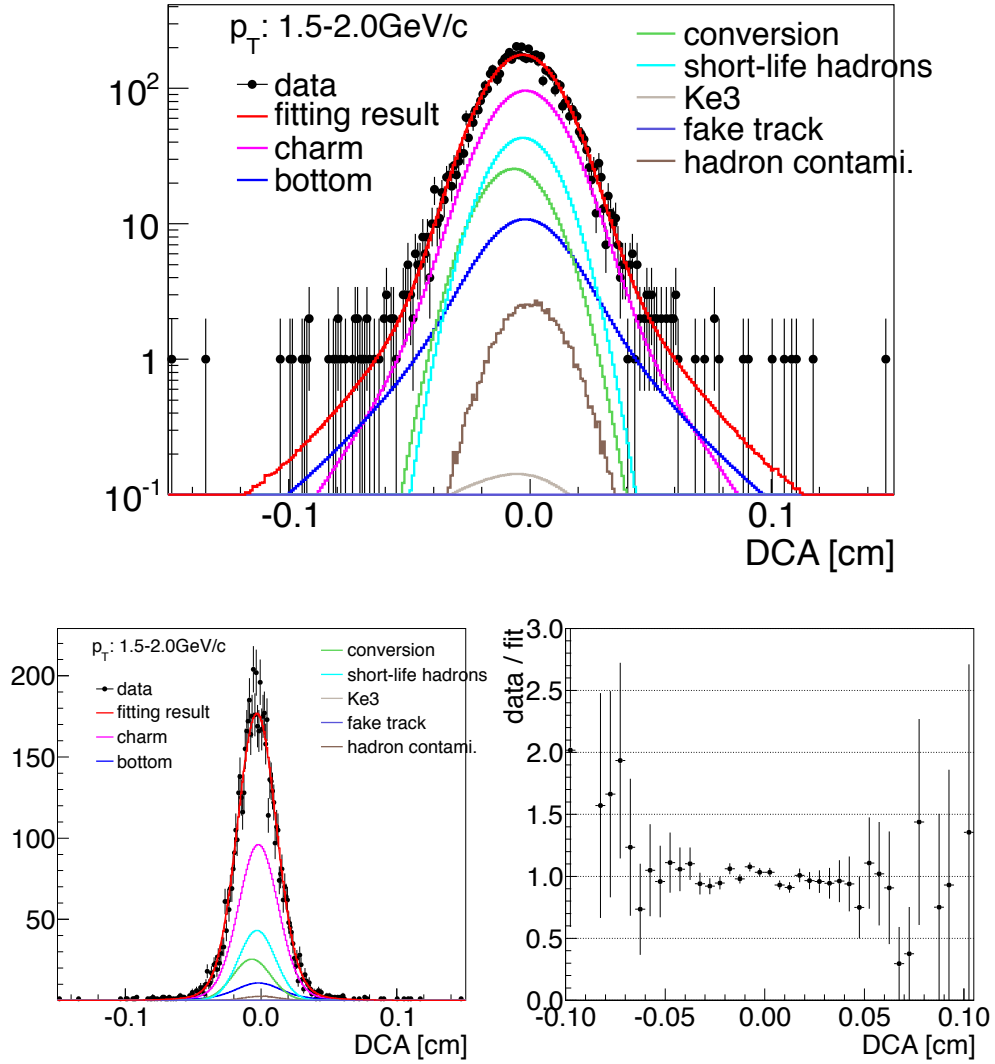 p_T: 1.5-2.0GeV/c
data
fitting result
charm
bottom
conversion
short-life hadrons
Ke3
fake track
hadron contami.
10^2
10
1
10^-1
-0.1 0.0 0.1
DCA [cm]
p_T: 1.5-2.0GeV/c
data
fitting result
charm
bottom
conversion
short-life hadrons
Ke3
fake track
hadron contami.
200
150
100
50
-0.1 0.0 0.1
DCA [cm]
data / fit
3.0
2.5
2.0
1.5
1.0
0.5
0.0
-0.10 -0.05 0.00 0.05 0.10
DCA [cm]